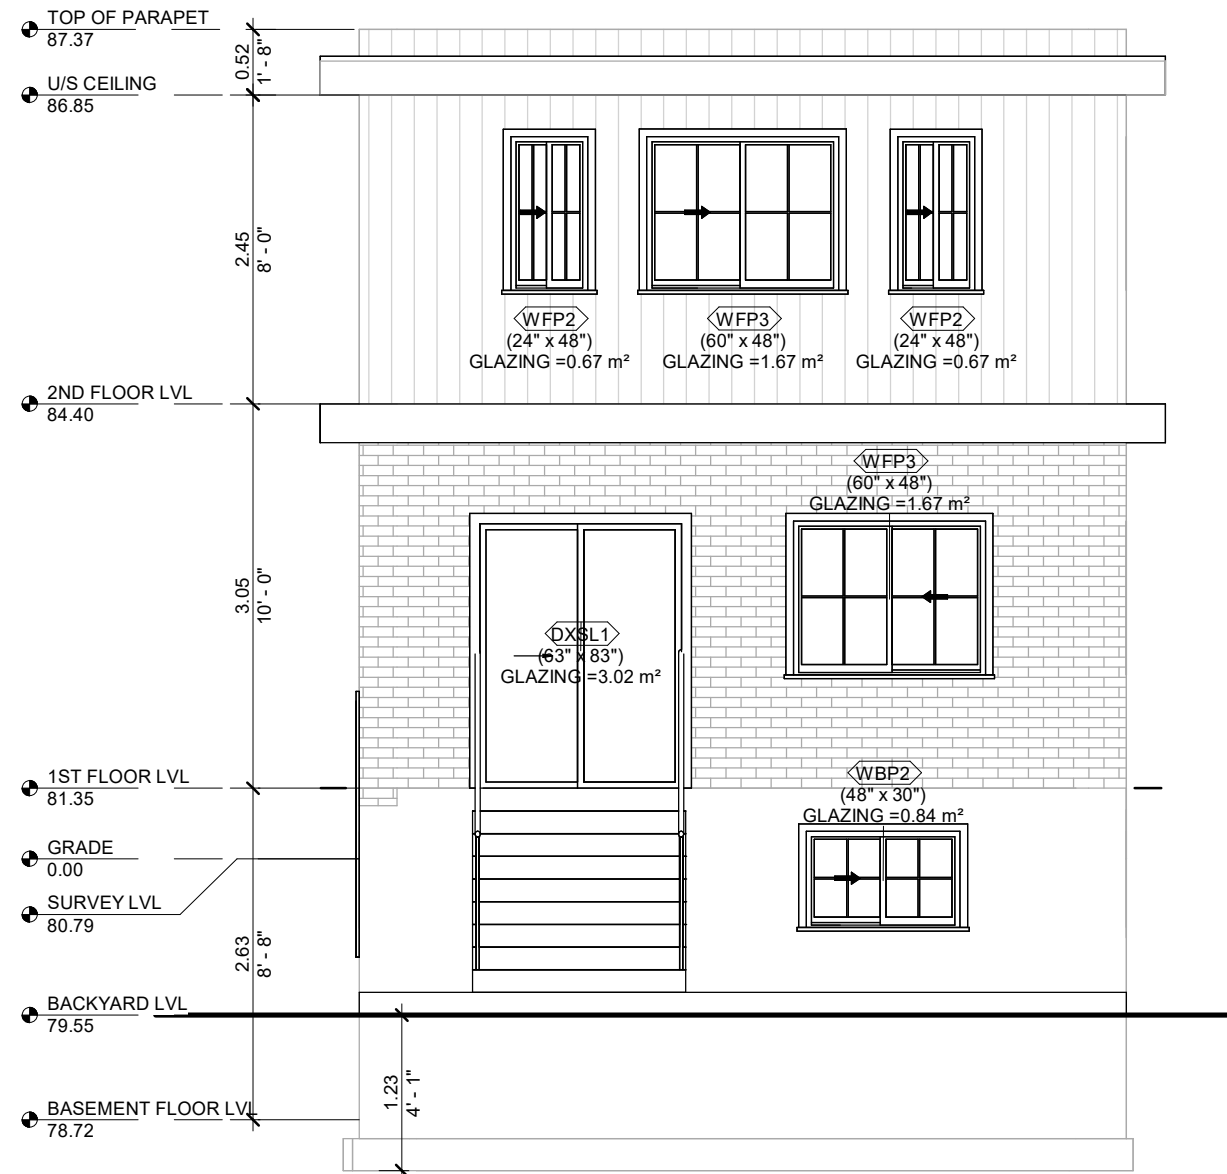 TOP OF PARAPET
87.37
0.52
1' - 8"
U/S CEILING
86.85
2.45
8' - 0"
WFP2
(24" x 48")
GLAZING =0.67 m²
WFP3
(60" x 48")
GLAZING =1.67 m²
WFP2
(24" x 48")
GLAZING =0.67 m²
2ND FLOOR LVL
84.40
WFP3
(60" x 48")
GLAZING =1.67 m²
3.05
10' - 0"
DXSL1
(63" x 83")
GLAZING =3.02 m²
1ST FLOOR LVL
81.35
WBP2
(48" x 30")
GLAZING =0.84 m²
GRADE
0.00
SURVEY LVL
80.79
2.63
8' - 8"
BACKYARD LVL
79.55
1.23
4' - 1"
BASEMENT FLOOR LVL
78.72